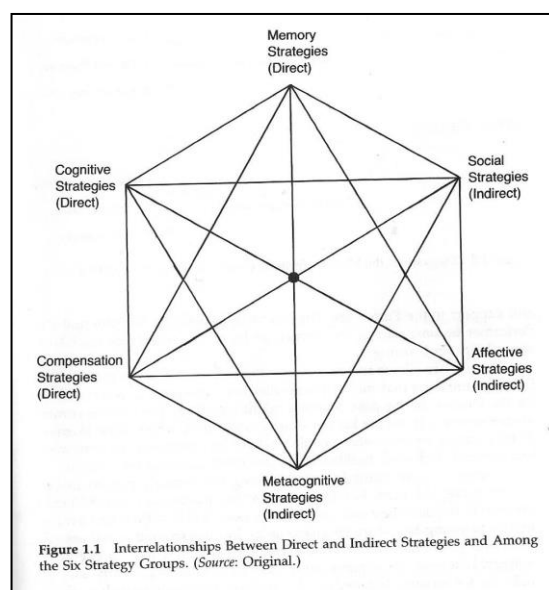 Memory
Strategies
(Direct)
Cognitive
Strategies
(Direct)
Social
Strategies
(Indirect)
Compensation
Strategies
(Direct)
Affective
Strategies
(Indirect)
Metacognitive
Strategies
(Indirect)
Figure 1.1 Interrelationships Between Direct and Indirect Strategies and Among
the Six Strategy Groups. (Source: Original.)